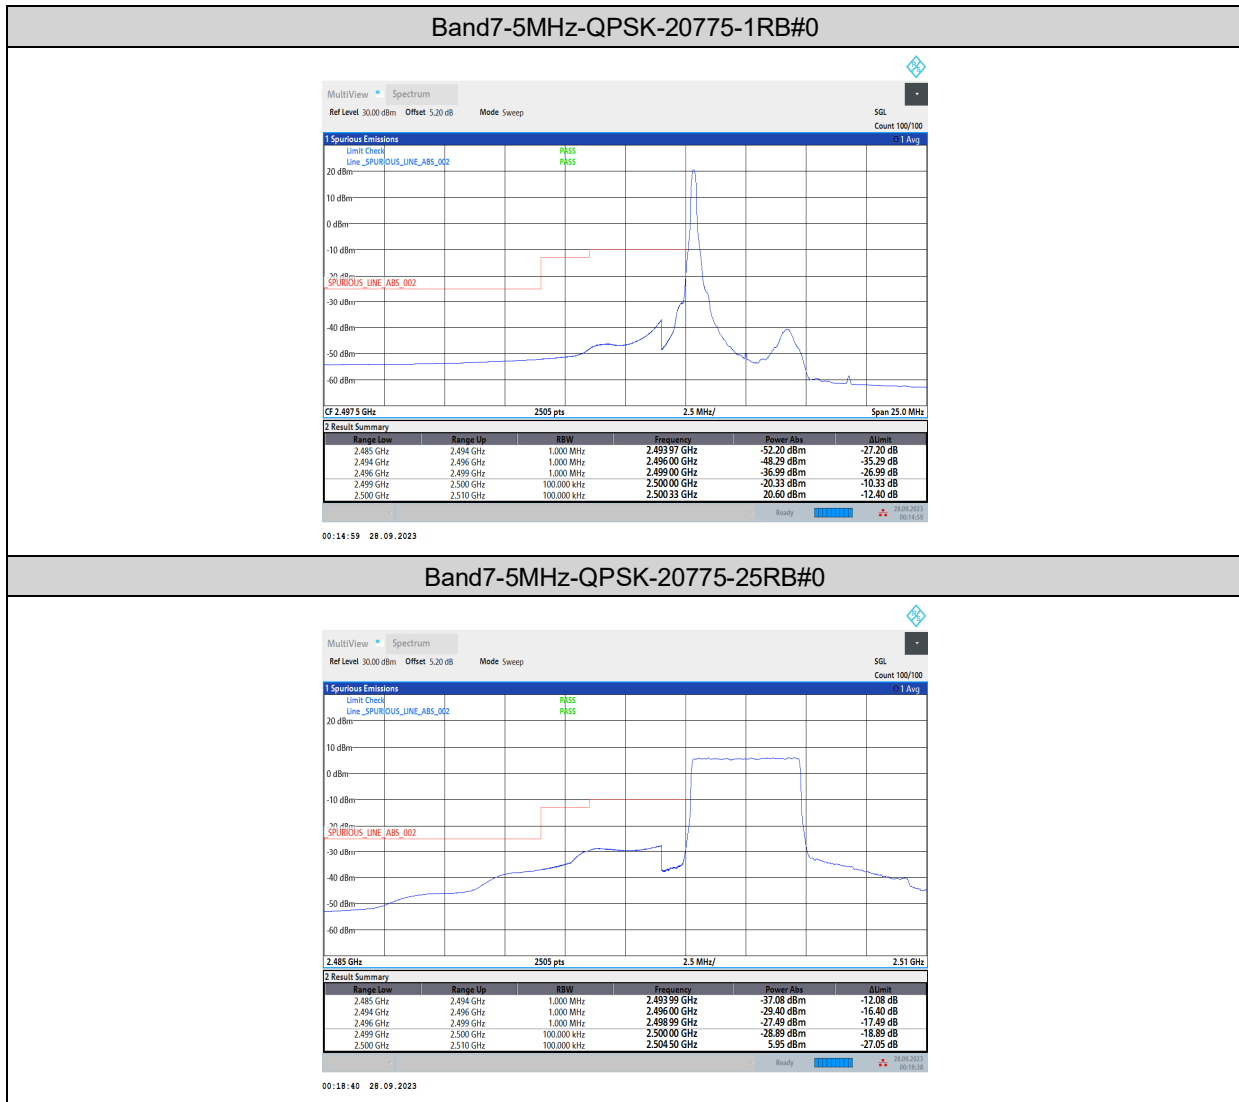 Band7-5MHz-QPSK-20775-1RB#0
MultiView Spectrum
Ref Level 30.00 dBm Offset 5.20 dB Mode Sweep SGL
Count 100/100
1 Spurious Emissions 1 Avg
Limit Check PASS
Line _SPURIOUS_LINE_ABS_002 PASS
20 dBm
10 dBm
0 dBm
-10 dBm
-20 dBm
_SPURIOUS_LINE_ABS_002
-30 dBm
-40 dBm
-50 dBm
-60 dBm
CF 2.4975 GHz 2505 pts 2.5 MHz/ Span 25.0 MHz
2 Result Summary
Range Low Range Up RBW Frequency Power Abs ΔLimit
2.485 GHz 2.494 GHz 1.000 MHz 2.49397 GHz -52.20 dBm -27.20 dB
2.494 GHz 2.496 GHz 1.000 MHz 2.49600 GHz -48.29 dBm -35.29 dB
2.496 GHz 2.499 GHz 1.000 MHz 2.49900 GHz -36.99 dBm -26.99 dB
2.499 GHz 2.500 GHz 100.000 kHz 2.50000 GHz -20.33 dBm -10.33 dB
2.500 GHz 2.510 GHz 100.000 kHz 2.50033 GHz 20.60 dBm -12.40 dB
Ready 28.09.2023
00:14:59
00:14:59 28.09.2023
Band7-5MHz-QPSK-20775-25RB#0
MultiView Spectrum
Ref Level 30.00 dBm Offset 5.20 dB Mode Sweep SGL
Count 100/100
1 Spurious Emissions 1 Avg
Limit Check PASS
Line _SPURIOUS_LINE_ABS_002 PASS
20 dBm
10 dBm
0 dBm
-10 dBm
-20 dBm
_SPURIOUS_LINE_ABS_002
-30 dBm
-40 dBm
-50 dBm
-60 dBm
2.485 GHz 2505 pts 2.5 MHz/ 2.51 GHz
2 Result Summary
Range Low Range Up RBW Frequency Power Abs ΔLimit
2.485 GHz 2.494 GHz 1.000 MHz 2.49399 GHz -37.08 dBm -12.08 dB
2.494 GHz 2.496 GHz 1.000 MHz 2.49600 GHz -29.40 dBm -16.40 dB
2.496 GHz 2.499 GHz 1.000 MHz 2.49899 GHz -27.49 dBm -17.49 dB
2.499 GHz 2.500 GHz 100.000 kHz 2.50000 GHz -28.89 dBm -18.89 dB
2.500 GHz 2.510 GHz 100.000 kHz 2.50450 GHz 5.95 dBm -27.05 dB
Ready 28.09.2023
00:18:38
00:18:40 28.09.2023